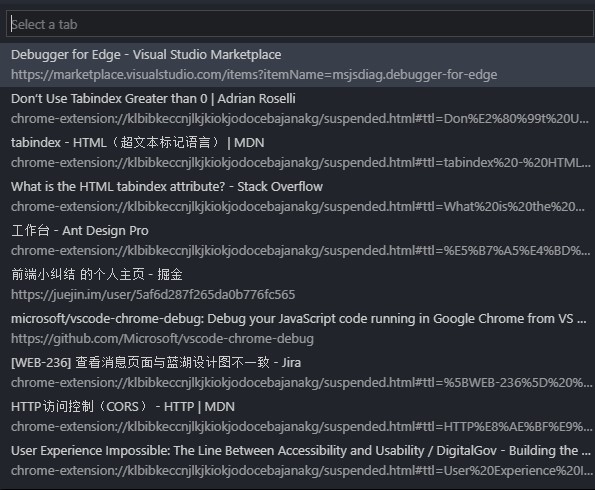 Select a tab
Debugger for Edge - Visual Studio Marketplace
https://marketplace.visualstudio.com/items?itemName=msjsdiag.debugger-for-edge
Don’t Use Tabindex Greater than 0 | Adrian Roselli
chrome-extension://klbibkeccnjlkjkiokjodocebajanakg/suspended.html#ttl=Don%E2%80%99t%20U...
tabindex - HTML（超文本标记语言） | MDN
chrome-extension://klbibkeccnjlkjkiokjodocebajanakg/suspended.html#ttl=tabindex%20-%20HTML...
What is the HTML tabindex attribute? - Stack Overflow
chrome-extension://klbibkeccnjlkjkiokjodocebajanakg/suspended.html#ttl=What%20is%20the%20...
工作台 - Ant Design Pro
chrome-extension://klbibkeccnjlkjkiokjodocebajanakg/suspended.html#ttl=%E5%B7%A5%E4%BD%...
前端小纠结 的个人主页 - 掘金
https://juejin.im/user/5af6d287f265da0b776fc565
microsoft/vscode-chrome-debug: Debug your JavaScript code running in Google Chrome from VS ...
https://github.com/Microsoft/vscode-chrome-debug
[WEB-236] 查看消息页面与蓝湖设计图不一致 - Jira
chrome-extension://klbibkeccnjlkjkiokjodocebajanakg/suspended.html#ttl=%5BWEB-236%5D%20%...
HTTP访问控制（CORS） - HTTP | MDN
chrome-extension://klbibkeccnjlkjkiokjodocebajanakg/suspended.html#ttl=HTTP%E8%AE%BF%E9%...
User Experience Impossible: The Line Between Accessibility and Usability / DigitalGov - Building the ...
chrome-extension://klbibkeccnjlkjkiokjodocebajanakg/suspended.html#ttl=User%20Experience%20I...